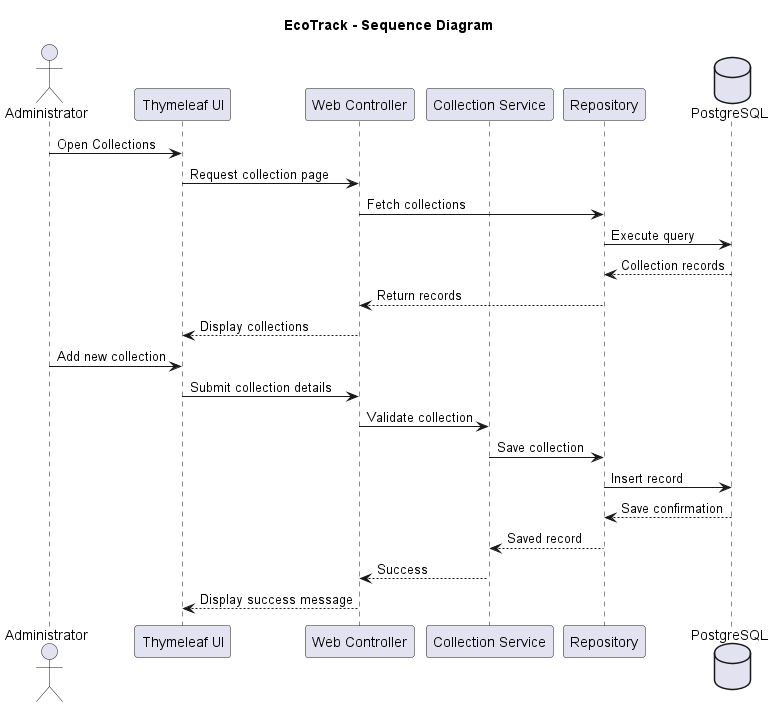 EcoTrack - Sequence Diagram
Administrator
Thymeleaf UI
Web Controller
Collection Service
Repository
PostgreSQL
Open Collections
Request collection page
Fetch collections
Execute query
Collection records
Return records
Display collections
Add new collection
Submit collection details
Validate collection
Save collection
Insert record
Save confirmation
Saved record
Success
Display success message
Administrator
Thymeleaf UI
Web Controller
Collection Service
Repository
PostgreSQL